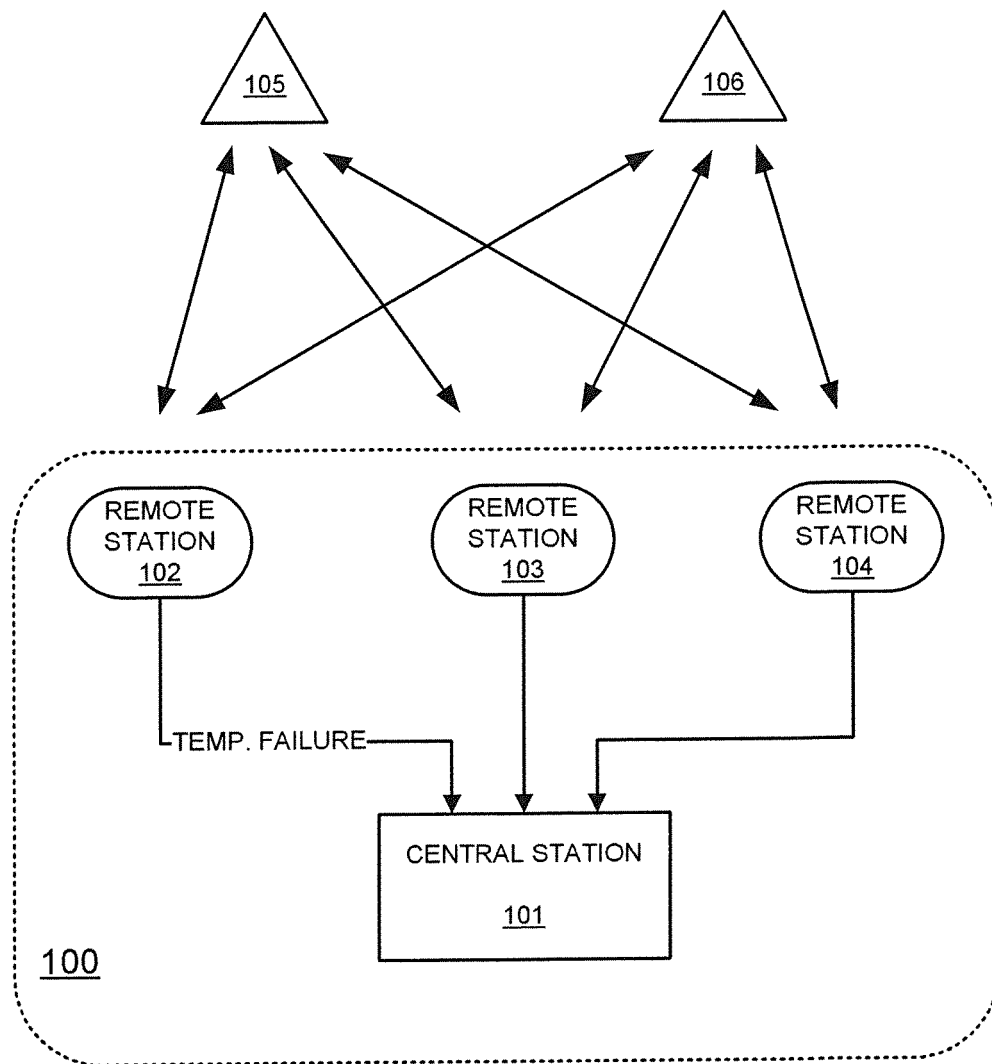 105
106
REMOTE
STATION
102
REMOTE
STATION
103
REMOTE
STATION
104
TEMP. FAILURE
CENTRAL STATION
101
100